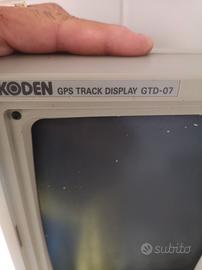 KODEN GPS TRACK DISPLAY GTD-07
subito